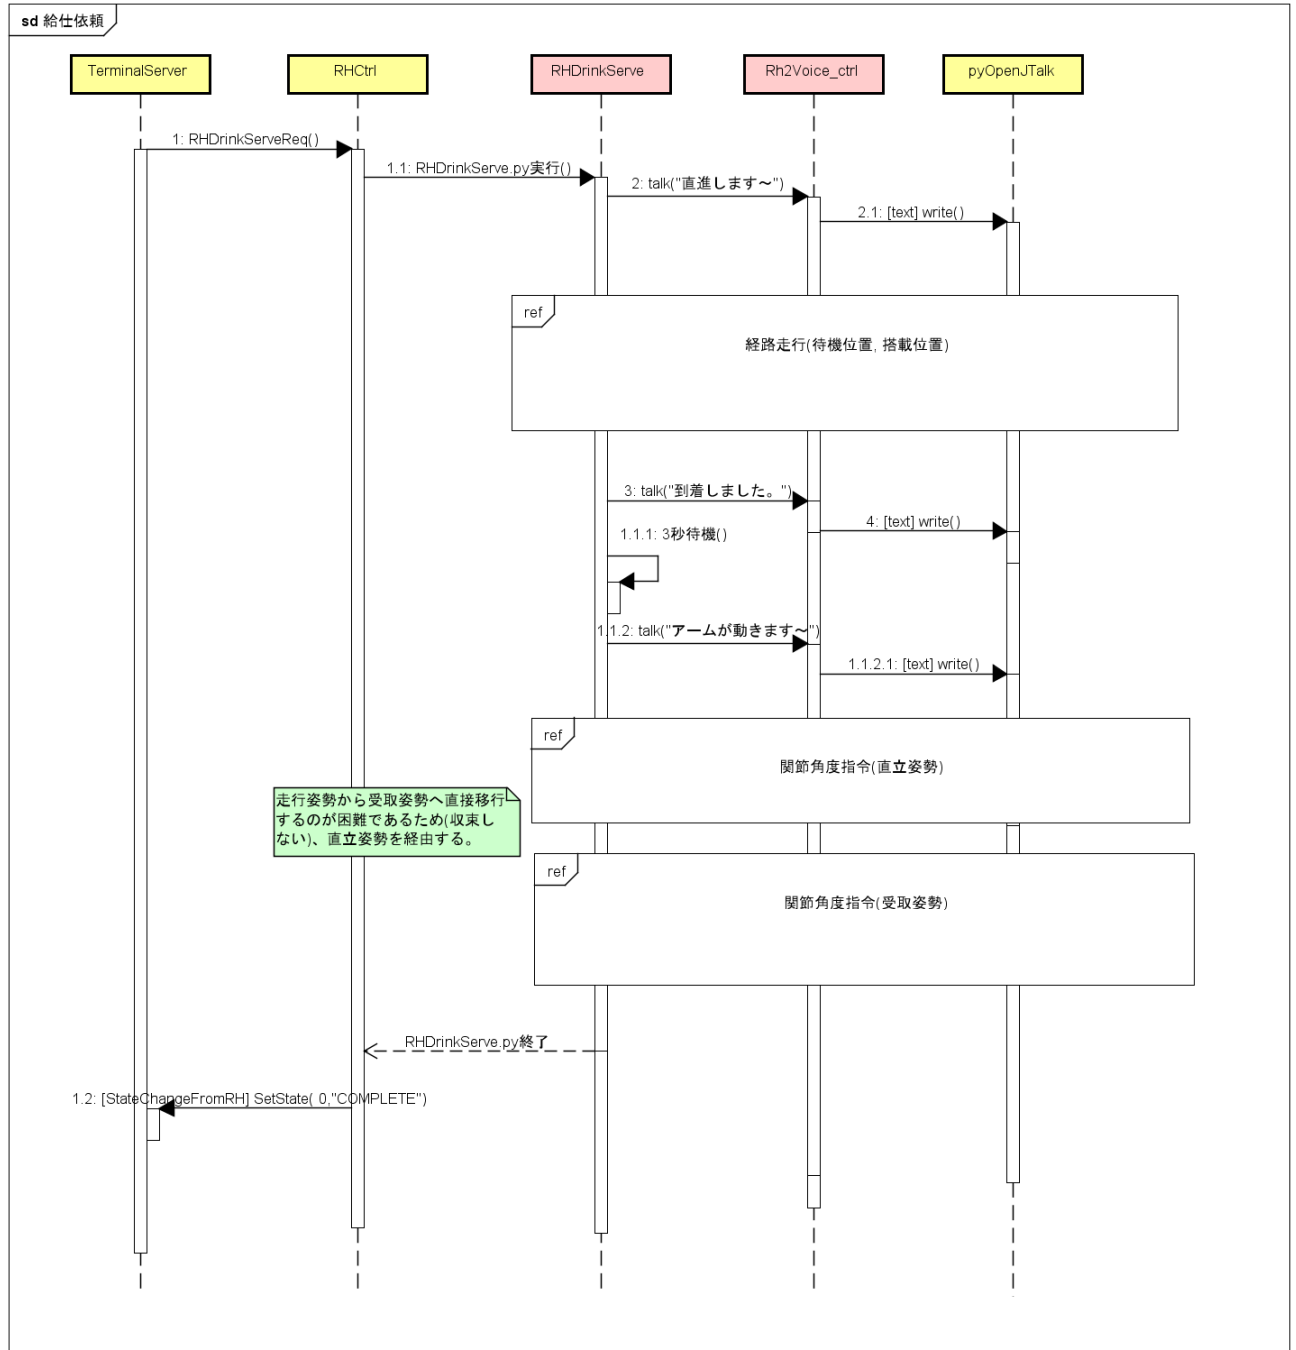 sd 給仕依頼
TerminalServer
RHCtrl
RHDrinkServe
Rh2Voice_ctrl
pyOpenJTalk
1: RHDrinkServeReq()
1.1: RHDrinkServe.py実行()
2: talk("直進します～")
2.1: [text] write()
ref
経路走行(待機位置, 搭載位置)
3: talk("到着しました。")
4: [text] write()
1.1.1: 3秒待機()
1.1.2: talk("アームが動きます～")
1.1.2.1: [text] write()
ref
関節角度指令(直立姿勢)
走行姿勢から受取姿勢へ直接移行
するのが困難であるため(収束し
ない)、直立姿勢を経由する。
ref
関節角度指令(受取姿勢)
RHDrinkServe.py終了
1.2: [StateChangeFromRH] SetState( 0,"COMPLETE")